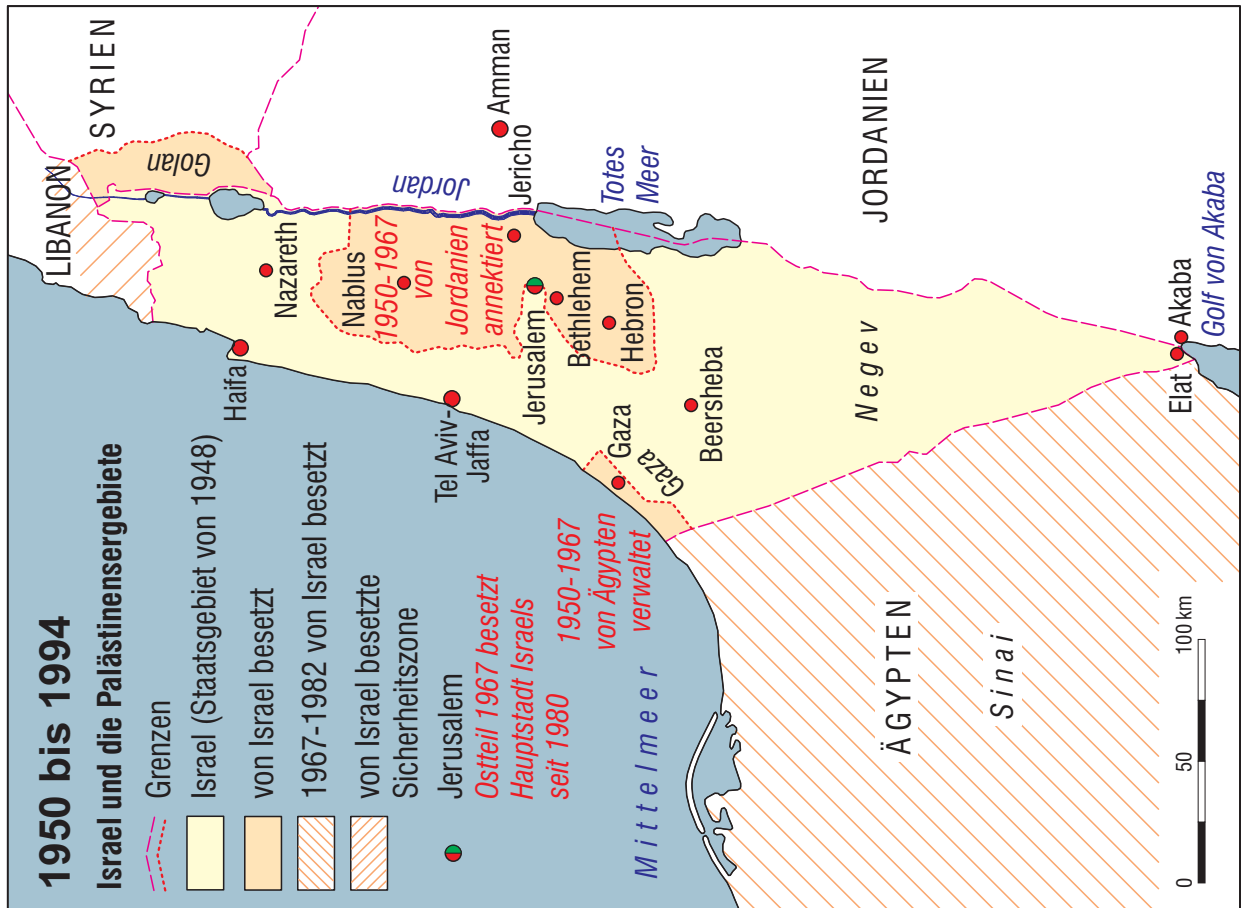 1950 bis 1994
Israel und die Palästinensergebiete
Grenzen
Israel (Staatsgebiet von 1948)
von Israel besetzt
1967-1982 von Israel besetzt
von Israel besetzte
Sicherheitszone
Jerusalem
Ostteil 1967 besetzt
Hauptstadt Israels
seit 1980
1950-1967
von Ägypten
verwaltet
Mittelmeer
LIBANON
SYRIEN
Golan
Haifa
Nazareth
Jordan
Nablus
1950-1967
von
Jordanien
annektiert
Tel Aviv-
Jaffa
Amman
Jericho
Jerusalem
Bethlehem
Hebron
Totes
Meer
Gaza
Gaza
Beersheba
Negev
JORDANIEN
ÄGYPTEN
Sinai
Elat
Akaba
Golf von Akaba
0
50
100 km